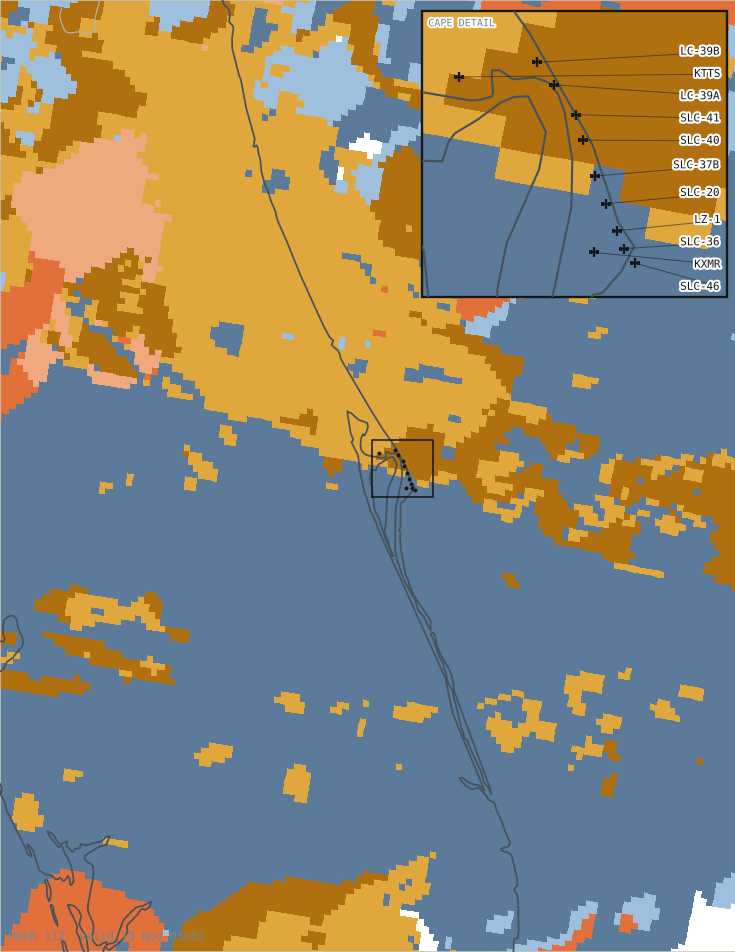 CAPE DETAIL
LC-39B
KTTS
LC-39A
SLC-41
SLC-40
SLC-37B
SLC-20
LZ-1
SLC-36
KXMR
SLC-46